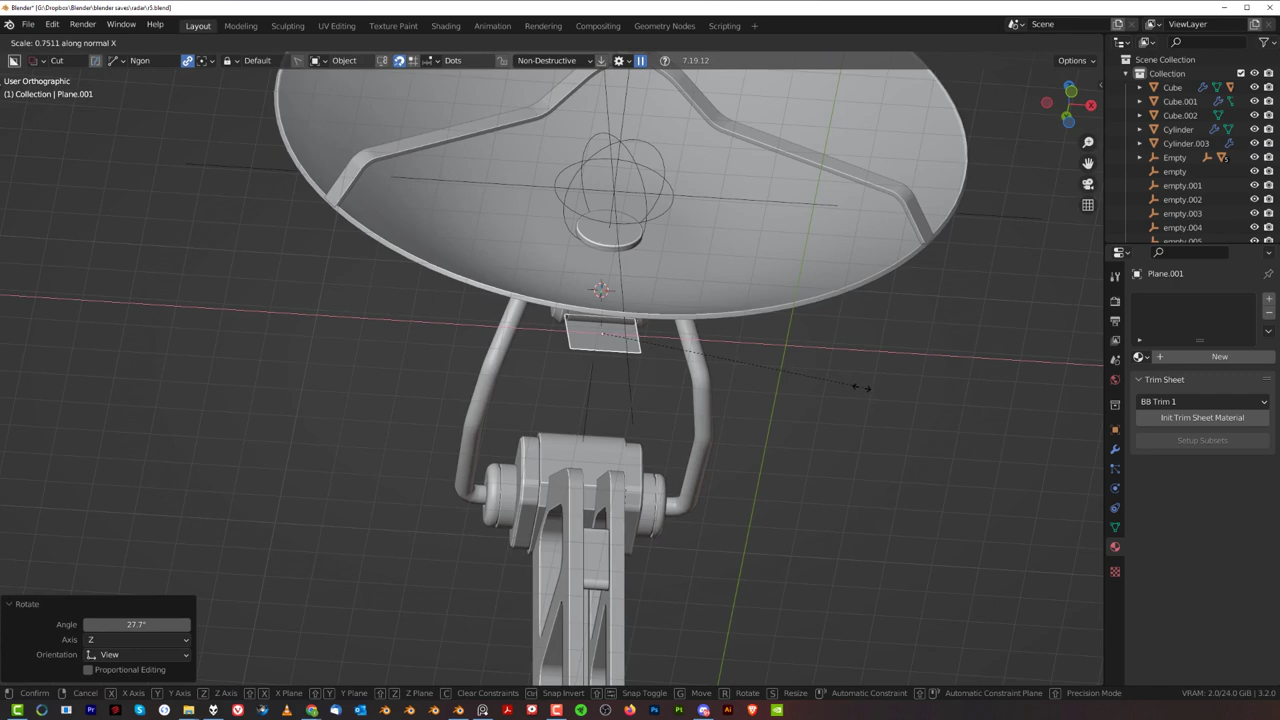 Blender* [G:\Dropbox\Blender\blender saves\radar\r5.blend]
File Edit Render Window Help Layout Modeling Sculpting UV Editing Texture Paint Shading Animation Rendering Compositing Geometry Nodes Scripting + Scene ViewLayer
Scale: 0.7511 along normal X
Cut Ngon Default Object Dots Non-Destructive 7.19.12 Options
User Orthographic
(1) Collection | Plane.001
Scene Collection
Collection
Cube
Cube.001
Cube.002
Cylinder
Cylinder.003
Empty 5
empty
empty.001
empty.002
empty.003
empty.004
empty.005
Plane.001
New
Trim Sheet
BB Trim 1
Init Trim Sheet Material
Setup Subsets
Rotate
Angle 27.7°
Axis Z
Orientation View
Proportional Editing
Confirm Cancel X X Axis Y Y Axis Z Z Axis X X Plane Y Y Plane Z Z Plane C Clear Constraints Ctrl Snap Invert Snap Toggle G Move R Rotate S Resize Automatic Constraint Automatic Constraint Plane Precision Mode VRAM: 2.0/24.0 GiB | 3.2.0